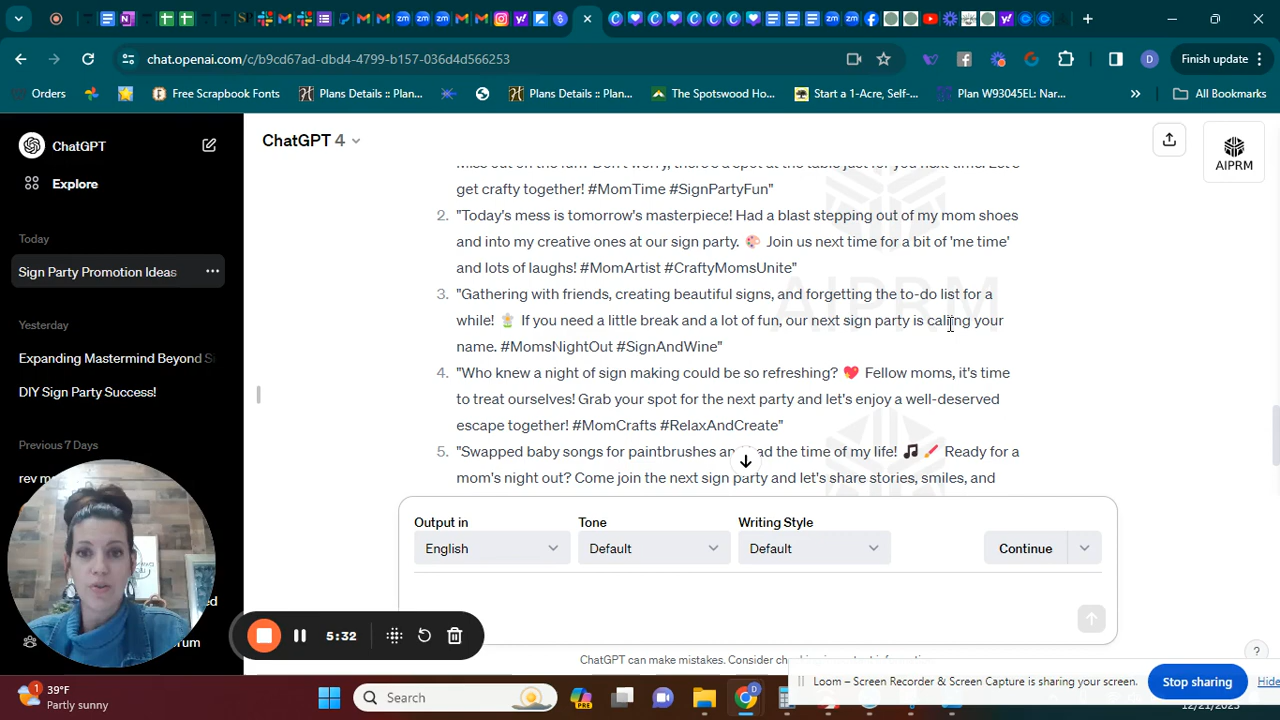 chat.openai.com/c/b9cd67ad-dbd4-4799-b157-036d4d566253
Finish update
Orders
Free Scrapbook Fonts
Plans Details :: Plan...
Plans Details :: Plan...
The Spotswood Ho...
Start a 1-Acre, Self-...
Plan W93045EL: Nar...
All Bookmarks
ChatGPT
Explore
Today
Sign Party Promotion Ideas
Yesterday
Expanding Mastermind Beyond S
DIY Sign Party Success!
Previous 7 Days
rev m
ChatGPT 4
AIPRM
get crafty together! #MomTime #SignPartyFun"
2. "Today's mess is tomorrow's masterpiece! Had a blast stepping out of my mom shoes
and into my creative ones at our sign party. 🎨 Join us next time for a bit of 'me time'
and lots of laughs! #MomArtist #CraftyMomsUnite"
3. "Gathering with friends, creating beautiful signs, and forgetting the to-do list for a
while! If you need a little break and a lot of fun, our next sign party is calling your
name. #MomsNightOut #SignAndWine"
4. "Who knew a night of sign making could be so refreshing? 💖 Fellow moms, it's time
to treat ourselves! Grab your spot for the next party and let's enjoy a well-deserved
escape together! #MomCrafts #RelaxAndCreate"
5. "Swapped baby songs for paintbrushes and had the time of my life! 🎵 🖌️ Ready for a
mom's night out? Come join the next sign party and let's share stories, smiles, and
AIPRM
Output in
Tone
Writing Style
English
Default
Default
Continue
5:32
ChatGPT can make mistakes. Consider
Loom – Screen Recorder & Screen Capture is sharing your screen.
Stop sharing
Hide
39°F
Partly sunny
Search
12/21/2023